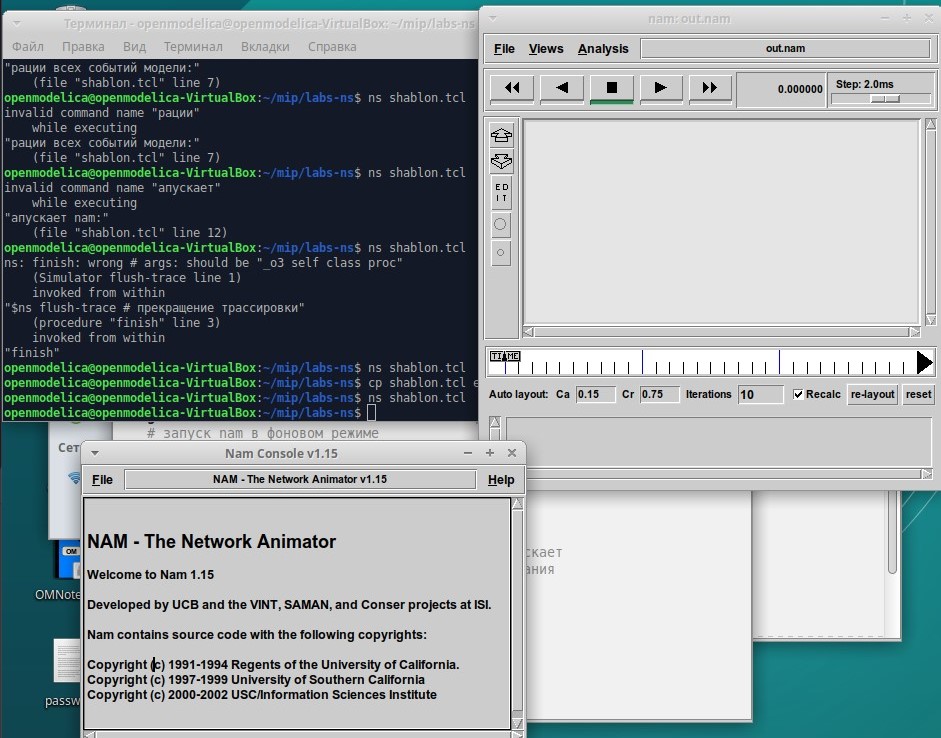 Терминал - openmodelica@openmodelica-VirtualBox: ~/mip/labs-ns
Файл Правка Вид Терминал Вкладки Справка
"рации всех событий модели:"
(file "shablon.tcl" line 7)
openmodelica@openmodelica-VirtualBox:~/mip/labs-ns$ ns shablon.tcl
invalid command name "рации"
while executing
"рации всех событий модели:"
(file "shablon.tcl" line 7)
openmodelica@openmodelica-VirtualBox:~/mip/labs-ns$ ns shablon.tcl
invalid command name "апускает"
while executing
"апускает nam:"
(file "shablon.tcl" line 12)
openmodelica@openmodelica-VirtualBox:~/mip/labs-ns$ ns shablon.tcl
ns: finish: wrong # args: should be "_o3 self class proc"
(Simulator flush-trace line 1)
invoked from within
"$ns flush-trace # прекращение трассировки"
(procedure "finish" line 3)
invoked from within
"finish"
openmodelica@openmodelica-VirtualBox:~/mip/labs-ns$ ns shablon.tcl
openmodelica@openmodelica-VirtualBox:~/mip/labs-ns$ cp shablon.tcl e
openmodelica@openmodelica-VirtualBox:~/mip/labs-ns$ ns shablon.tcl
openmodelica@openmodelica-VirtualBox:~/mip/labs-ns$
nam: out.nam
File Views Analysis out.nam
0.000000 Step: 2.0ms
ED
IT
TIME
Auto layout: Ca 0.15 Cr 0.75 Iterations 10 Recalc re-layout reset
# запуск nam в фоновом режиме
Сет
Nam Console v1.15
File NAM - The Network Animator v1.15 Help
NAM - The Network Animator
Welcome to Nam 1.15
Developed by UCB and the VINT, SAMAN, and Conser projects at ISI.
Nam contains source code with the following copyrights:
Copyright (c) 1991-1994 Regents of the University of California.
Copyright (c) 1997-1999 University of Southern California
Copyright (c) 2000-2002 USC/Information Sciences Institute
скает
ания
OM
OMNote
passw